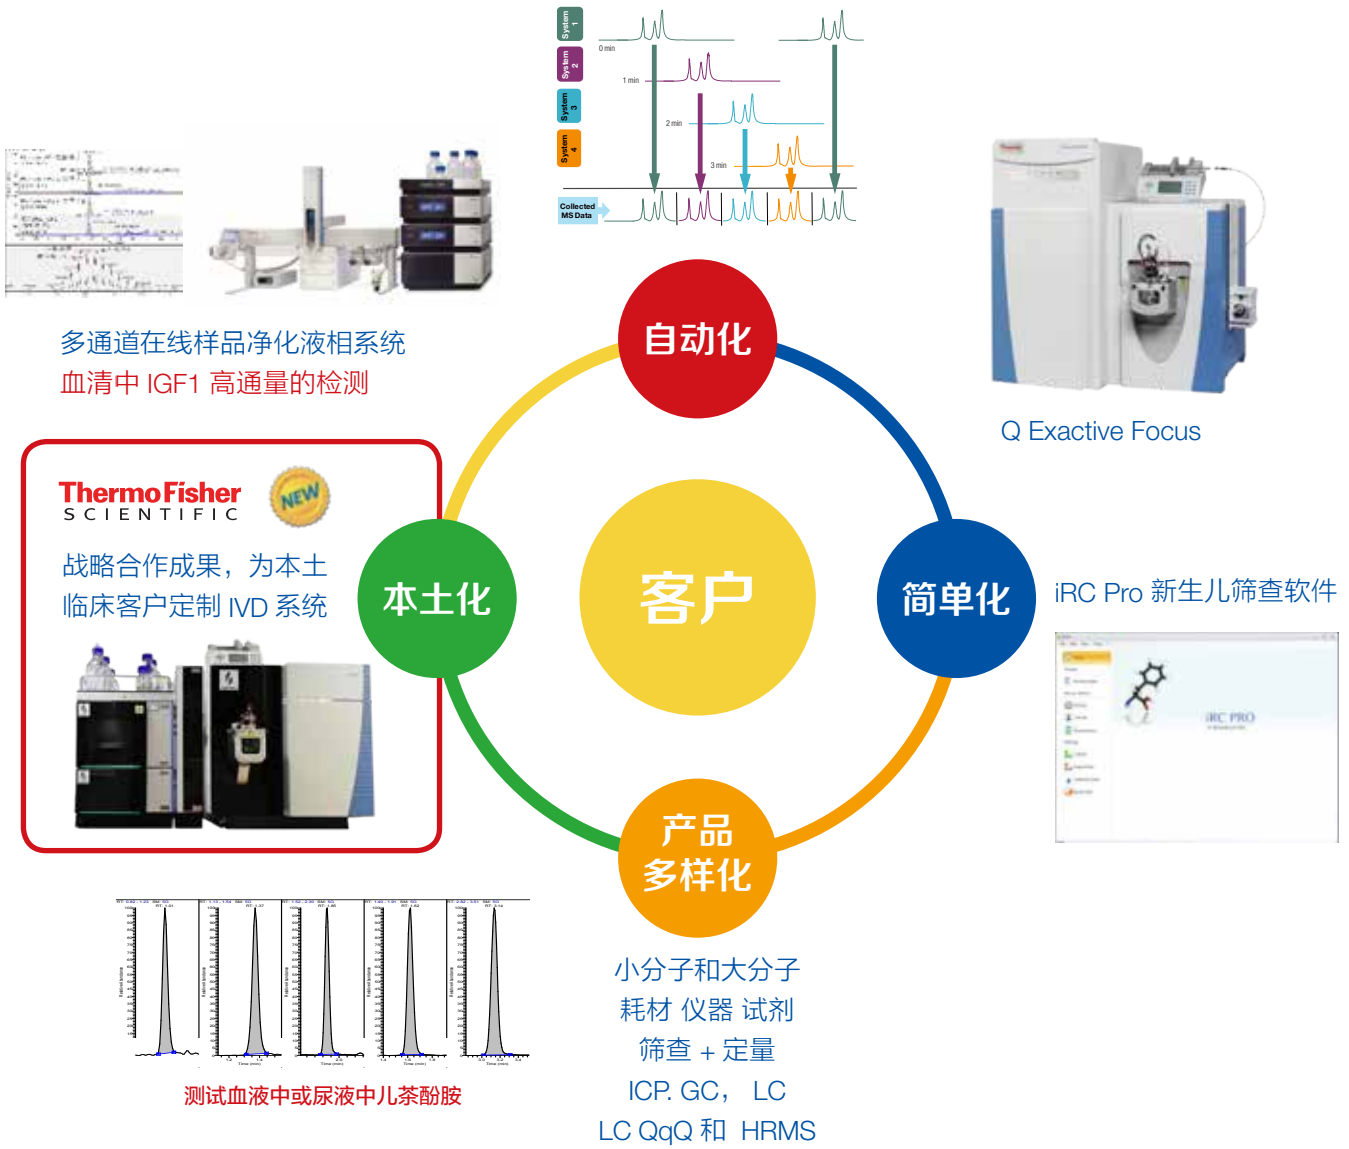 System 1
0 min
System 2
1 min
System 3
2 min
System 4
3 min
Collected
MS Data
多通道在线样品净化液相系统
血清中 IGF1 高通量的检测
Q Exactive Focus
自动化
ThermoFisher
SCIENTIFIC
NEW
战略合作成果，为本土
临床客户定制 IVD 系统
本土化
客户
简单化
iRC Pro 新生儿筛查软件
iRC PRO
产品
多样化
小分子和大分子
耗材 仪器 试剂
筛查 + 定量
ICP. GC， LC
LC QqQ 和 HRMS
测试血液中或尿液中儿茶酚胺